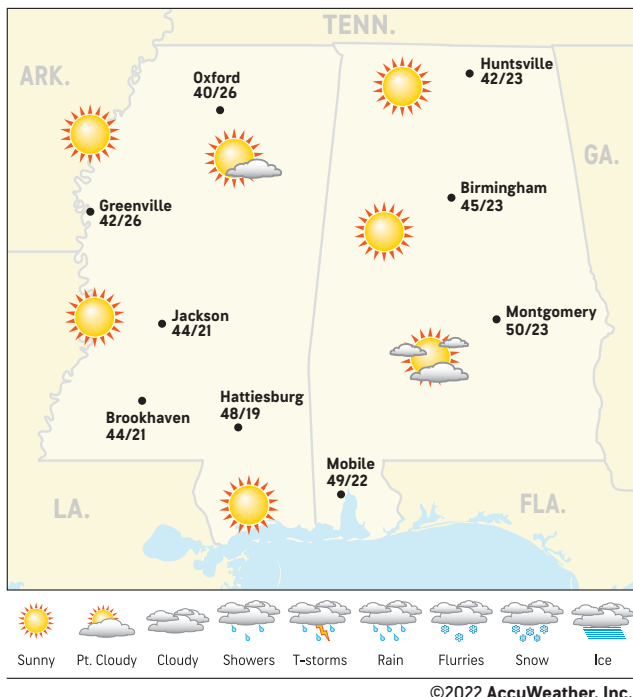 TENN.
ARK.
Oxford
40/26
Huntsville
42/23
GA.
Greenville
42/26
Birmingham
45/23
Jackson
44/21
Montgomery
50/23
Brookhaven
44/21
Hattiesburg
48/19
Mobile
49/22
LA.
FLA.
Sunny Pt. Cloudy Cloudy Showers T-storms Rain Flurries Snow Ice
©2022 AccuWeather, Inc.